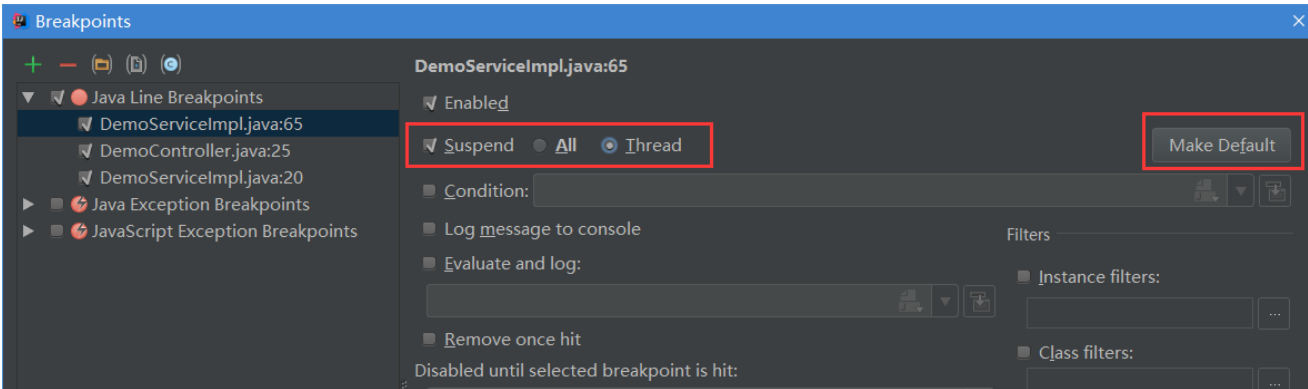 Breakpoints
DemoServiceImpl.java:65
Enabled
Java Line Breakpoints
DemoServiceImpl.java:65
DemoController.java:25
DemoServiceImpl.java:20
Java Exception Breakpoints
JavaScript Exception Breakpoints
Suspend All Thread
Make Default
Condition:
Log message to console
Evaluate and log:
Remove once hit
Disabled until selected breakpoint is hit:
Filters
Instance filters:
...
Class filters:
...